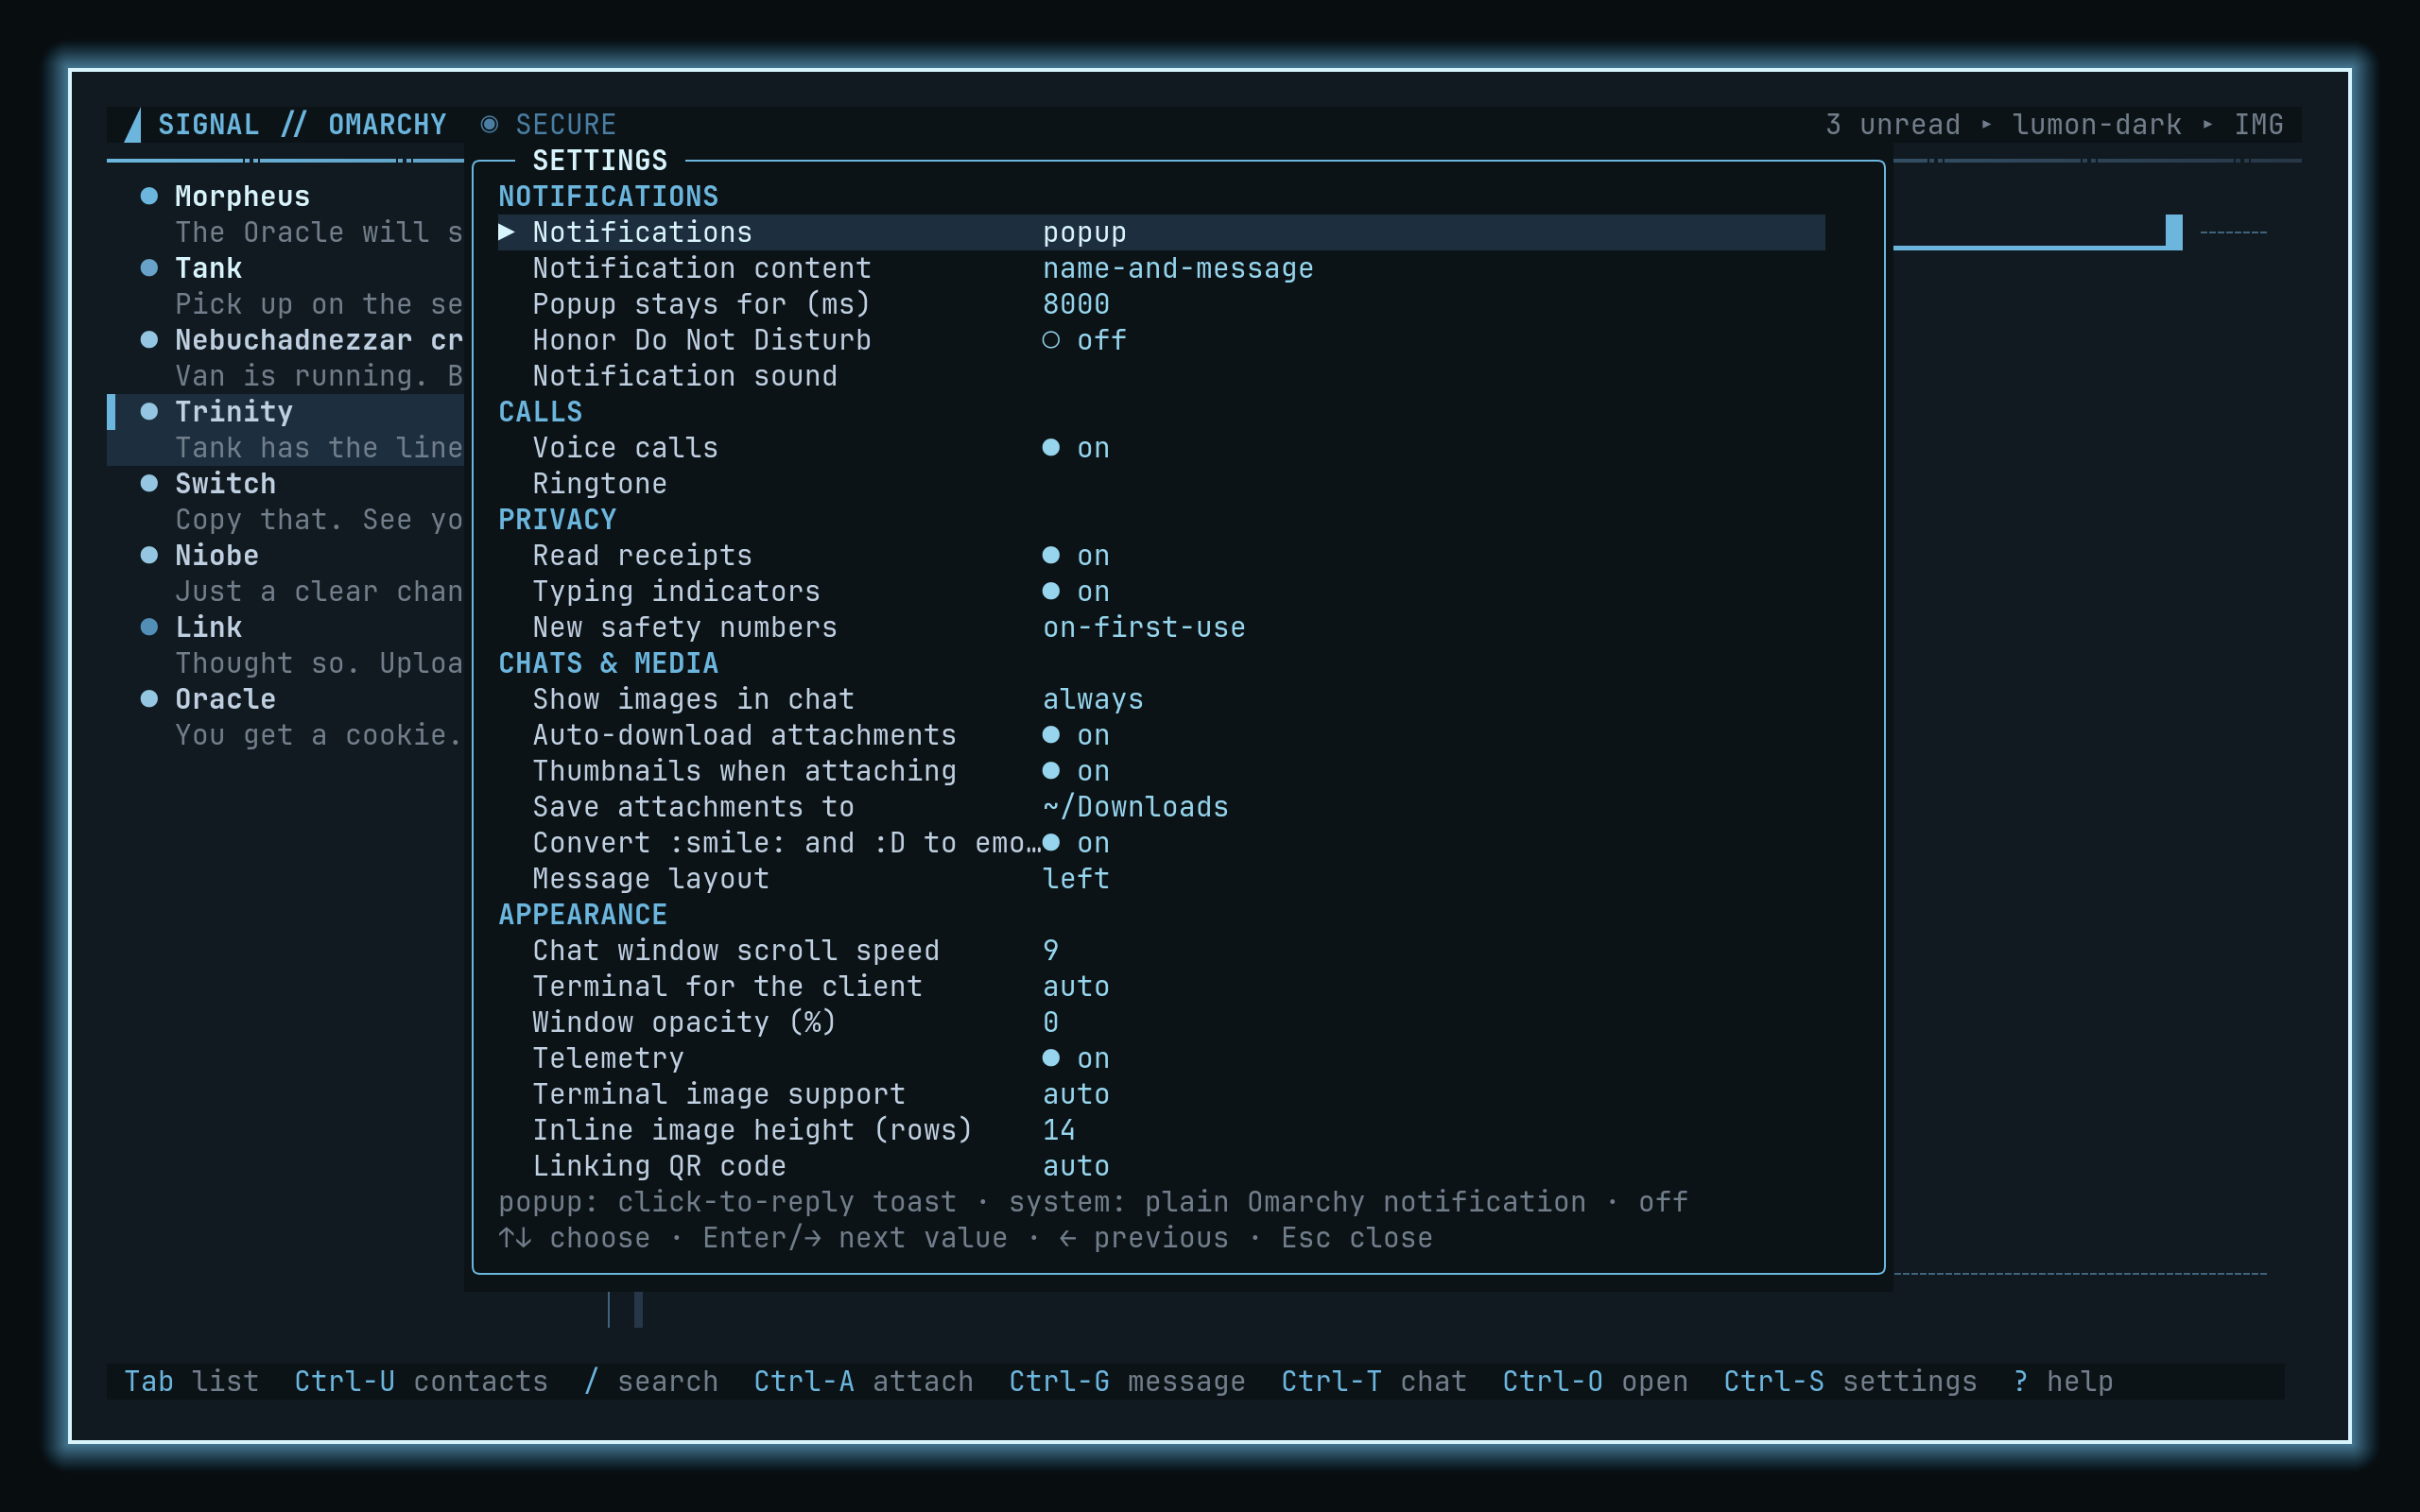 SIGNAL // OMARCHY ◉ SECURE 3 unread ▸ lumon-dark ▸ IMG
SETTINGS
● Morpheus
The Oracle will s
● Tank
Pick up on the se
● Nebuchadnezzar cr
Van is running. B
● Trinity
Tank has the line
● Switch
Copy that. See yo
● Niobe
Just a clear chan
● Link
Thought so. Uploa
● Oracle
You get a cookie.
NOTIFICATIONS
▶ Notifications popup
Notification content name-and-message
Popup stays for (ms) 8000
Honor Do Not Disturb ○ off
Notification sound
CALLS
Voice calls ● on
Ringtone
PRIVACY
Read receipts ● on
Typing indicators ● on
New safety numbers on-first-use
CHATS & MEDIA
Show images in chat always
Auto-download attachments ● on
Thumbnails when attaching ● on
Save attachments to ~/Downloads
Convert :smile: and :D to emo…● on
Message layout left
APPEARANCE
Chat window scroll speed 9
Terminal for the client auto
Window opacity (%) 0
Telemetry ● on
Terminal image support auto
Inline image height (rows) 14
Linking QR code auto
popup: click-to-reply toast · system: plain Omarchy notification · off
↑↓ choose · Enter/→ next value · ← previous · Esc close
Tab list Ctrl-U contacts / search Ctrl-A attach Ctrl-G message Ctrl-T chat Ctrl-O open Ctrl-S settings ? help